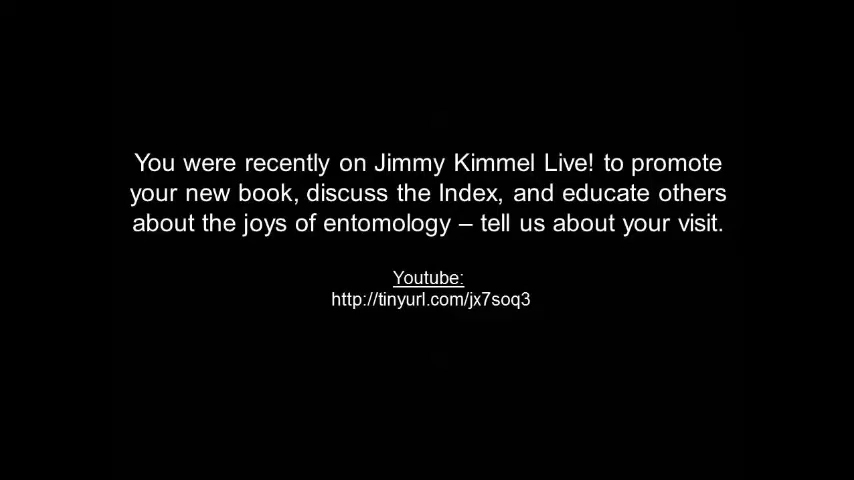 You were recently on Jimmy Kimmel Live! to promote
your new book, discuss the Index, and educate others
about the joys of entomology – tell us about your visit.
Youtube:
http://tinyurl.com/jx7soq3